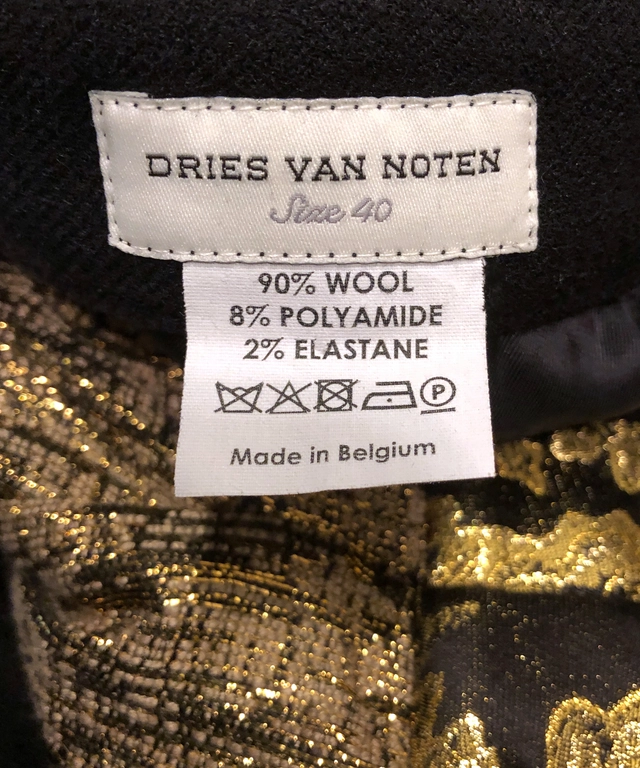 DRIES VAN NOTEN
Size 40
90% WOOL
8% POLYAMIDE
2% ELASTANE
P
Made in Belgium